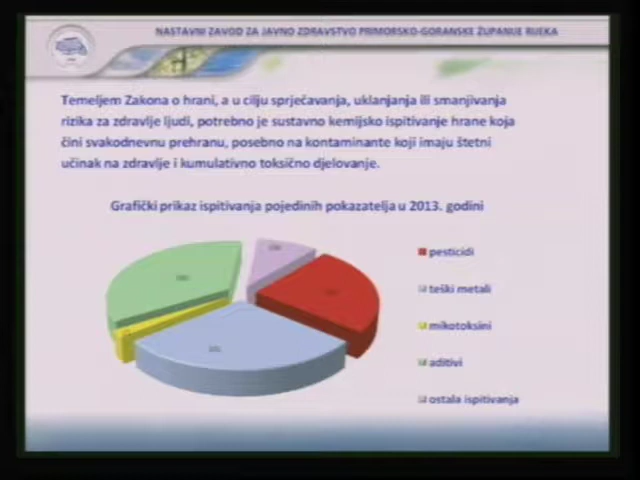 NASTAVNI ZAVOD ZA JAVNO ZDRAVSTVO PRIMORSKO-GORANSKE ŽUPANIJE RIJEKA
Temeljem Zakona o hrani, a u cilju sprječavanja, uklanjanja ili smanjivanja
rizika za zdravlje ljudi, potrebno je sustavno kemijsko ispitivanje hrane koja
čini svakodnevnu prehranu, posebno na kontaminante koji imaju štetni
učinak na zdravlje i kumulativno toksično djelovanje.
Grafički prikaz ispitivanja pojedinih pokazatelja u 2013. godini
pesticidi
teški metali
mikotoksini
aditivi
ostala ispitivanja